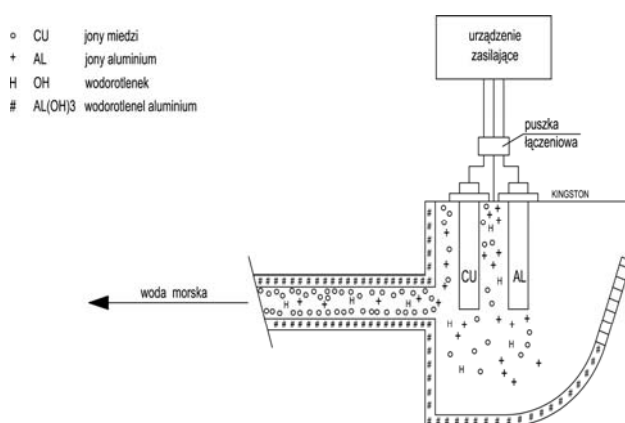 o CU jony miedzi
+ AL jony aluminium
H OH wodorotlenek
# AL(OH)3 wodorotlenel aluminium
urządzenie
zasilające
puszka
łączeniowa
KINGSTON
CU AL
woda morska